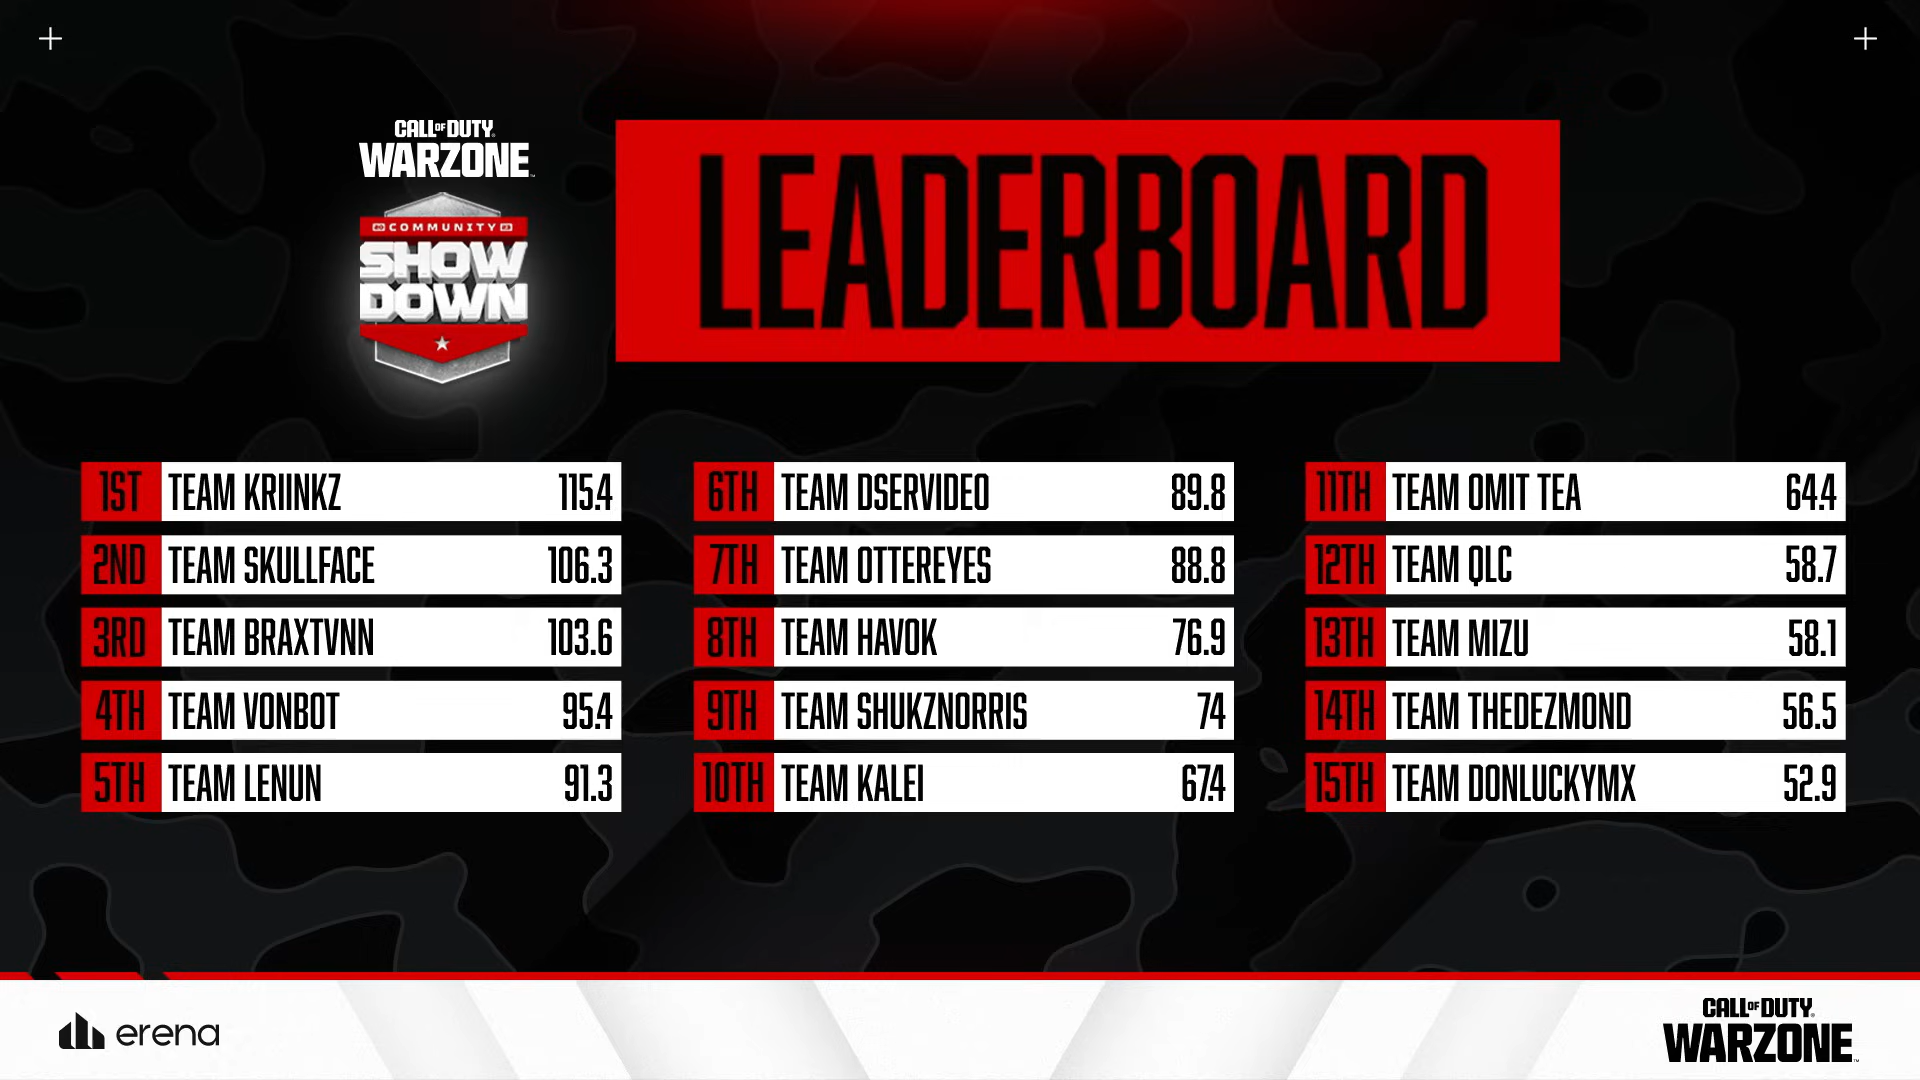 CALL OF DUTY
WARZONE
COMMUNITY
SHOW
DOWN
LEADERBOARD
1ST TEAM KRIINKZ 115.4
2ND TEAM SKULLFACE 106.3
3RD TEAM BRAXTVNN 103.6
4TH TEAM VONBOT 95.4
5TH TEAM LENUN 91.3
6TH TEAM DSERVIDEO 89.8
7TH TEAM OTTEREYES 88.8
8TH TEAM HAVOK 76.9
9TH TEAM SHUKZNORRIS 74
10TH TEAM KALEI 67.4
11TH TEAM OMIT TEA 64.4
12TH TEAM QLC 58.7
13TH TEAM MIZU 58.1
14TH TEAM THEDEZMOND 56.5
15TH TEAM DONLUCKYMX 52.9
erena
CALL OF DUTY
WARZONE